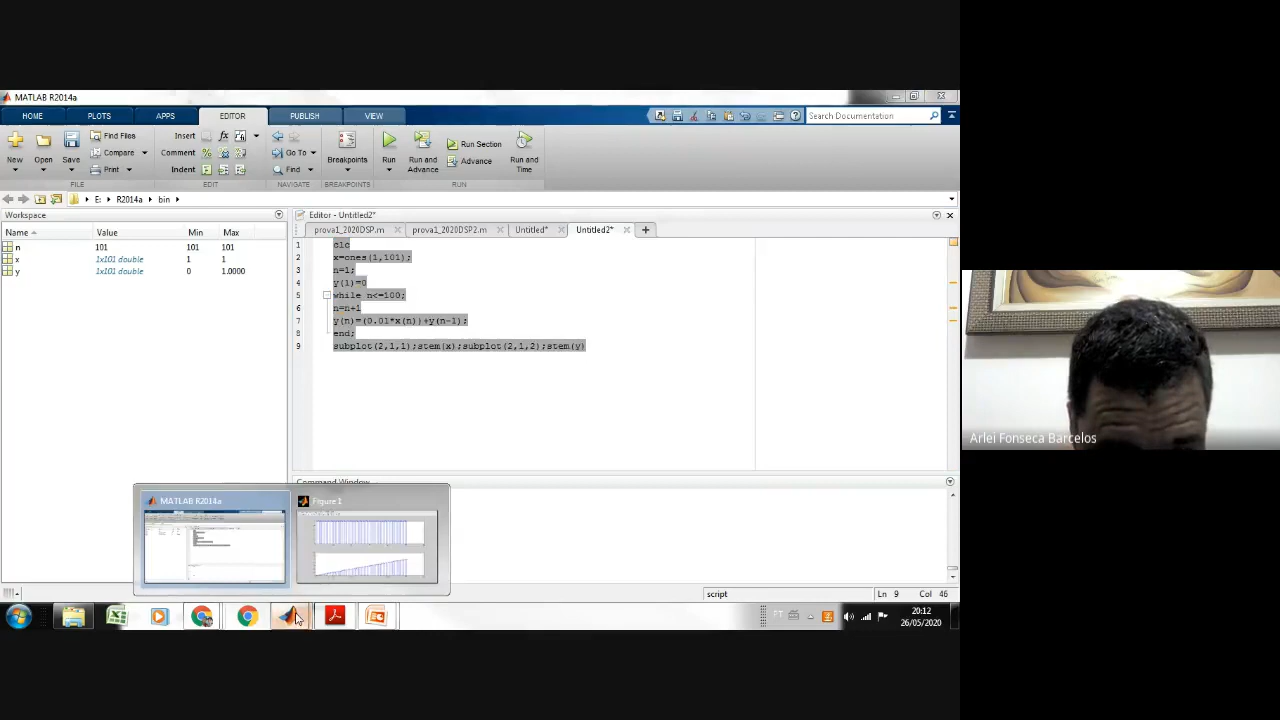 MATLAB R2014a
HOME PLOTS APPS EDITOR PUBLISH VIEW Search Documentation
New Open Save Find Files Compare Print Insert Comment Indent Go To Find Breakpoints Run Run and Advance Run Section Advance Run and Time
FILE EDIT NAVIGATE BREAKPOINTS RUN
E: R2014a bin
Workspace
Name Value Min Max
n 101 101 101
x 1x101 double 1 1
y 1x101 double 0 1.0000
Editor - Untitled2*
prova1_2020DSP.m prova1_2020DSP2.m Untitled* Untitled2*
1 clc
2 x=ones(1,101);
3 n=1;
4 y(1)=0
5 while n<=100;
6 n=n+1
7 y(n)=(0.01*x(n))+y(n-1);
8 end;
9 subplot(2,1,1);stem(x);subplot(2,1,2);stem(y)
Command Window
MATLAB R2014a Figure 1
script Ln 9 Col 46
PT 20:12
26/05/2020
Arlei Fonseca Barcelos